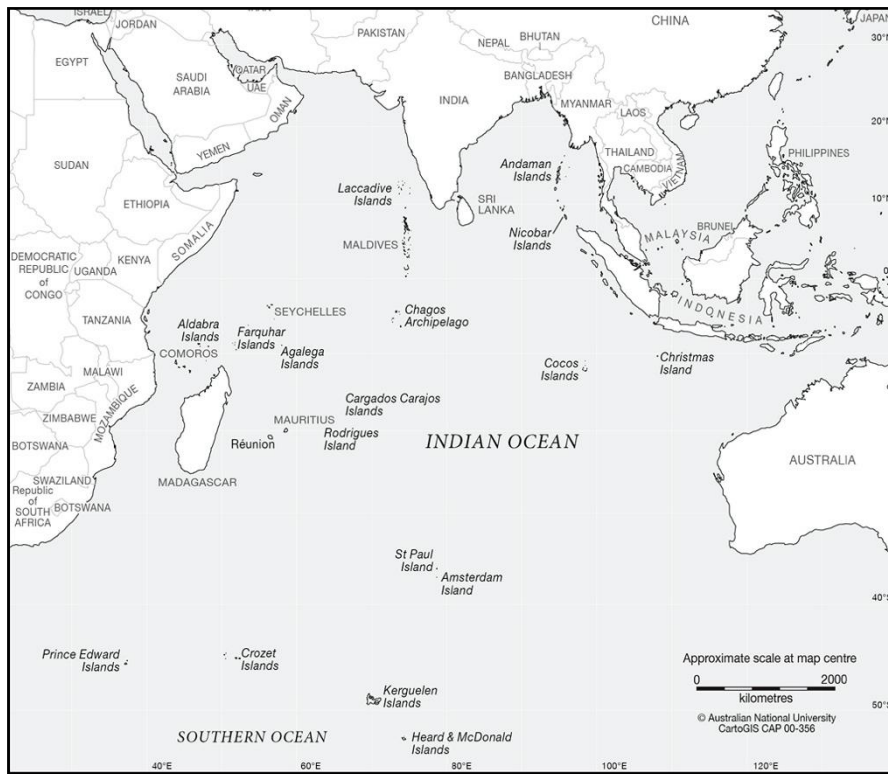 ISRAEL
JORDAN
PAKISTAN
CHINA
JAPAN
30°N
EGYPT
NEPAL
BHUTAN
QATAR
SAUDI
ARABIA
UAE
BANGLADESH
OMAN
INDIA
MYANMAR
LAOS
20°N
YEMEN
SUDAN
THAILAND
VIETNAM
PHILIPPINES
Andaman
Islands
CAMBODIA
ETHIOPIA
Laccadive
Islands
SRI
LANKA
10°N
SOMALIA
Nicobar
Islands
BRUNEL
MALAYSIA
MALDIVES
DEMOCRATIC
REPUBLIC
of
CONGO
UGANDA
KENYA
0
INDONESIA
TANZANIA
SEYCHELLES
Chagos
Archipelago
Aldabra
Islands
Farquhar
Islands
Agalega
Islands
COMOROS
Cocos
Islands
Christmas
Island
ZAMBIA
MALAWI
MOZAMBIQUE
Cargados Carajos
Islands
ZIMBABWE
MAURITIUS
Rodrigues
Island
INDIAN OCEAN
BOTSWANA
Réunion
AUSTRALIA
SWAZILAND
MADAGASCAR
Republic
of
SOUTH
AFRICA
BOTSWANA
St Paul
Island
Amsterdam
Island
40°S
Prince Edward
Islands
Crozet
Islands
Approximate scale at map centre
0 2000
kilometres
Kerguelen
Islands
50°S
© Australian National University
CartoGIS CAP 00-356
SOUTHERN OCEAN
Heard & McDonald
Islands
40°E 60°E 80°E 100°E 120°E